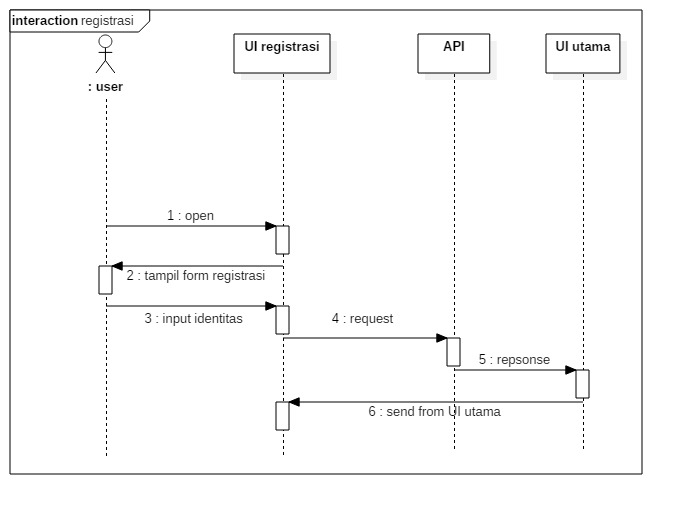 interaction registrasi
UI registrasi
API
UI utama
: user
1 : open
2 : tampil form registrasi
3 : input identitas
4 : request
5 : repsonse
6 : send from UI utama